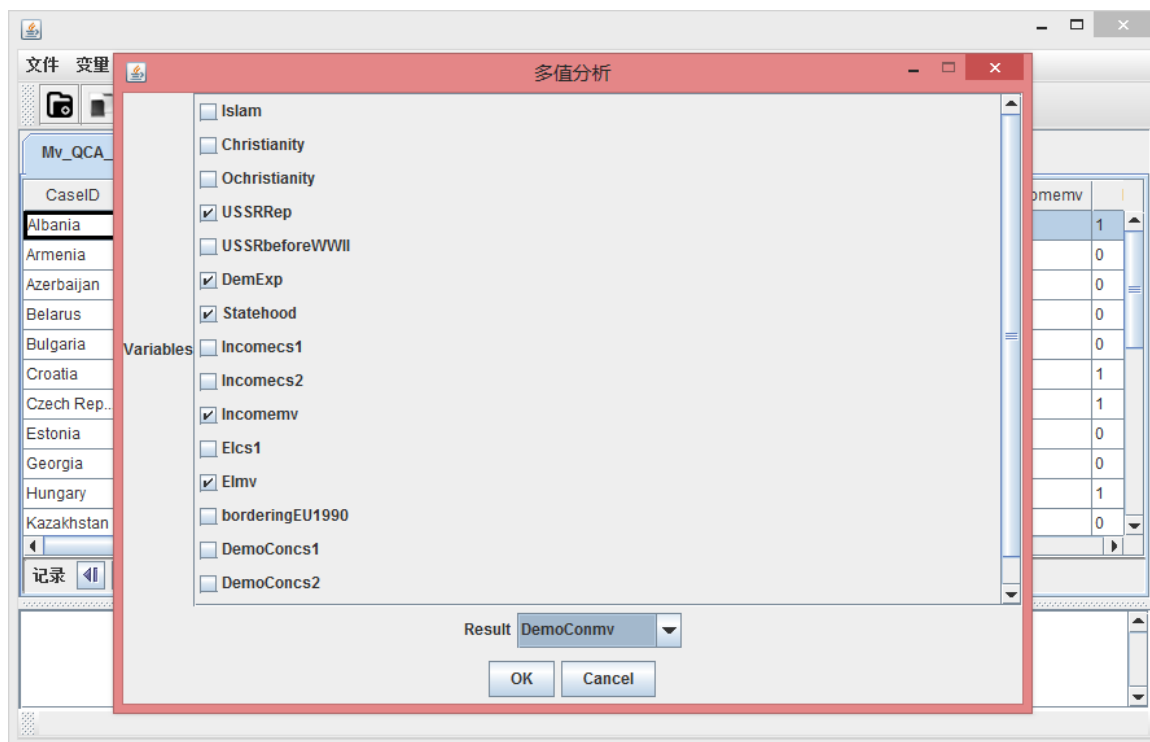 文件 变量
多值分析
Mv_QCA_
CaseID
Albania
Armenia
Azerbaijan
Belarus
Bulgaria
Croatia
Czech Rep..
Estonia
Georgia
Hungary
Kazakhstan
记录
Variables
Islam
Christianity
Ochristianity
USSRRep
USSRbeforeWWII
DemExp
Statehood
Incomecs1
Incomecs2
Incomemv
Elcs1
Elmv
borderingEU1990
DemoConcs1
DemoConcs2
Result DemoConmv
OK Cancel
omemv
1
0
0
0
0
1
1
0
0
1
0